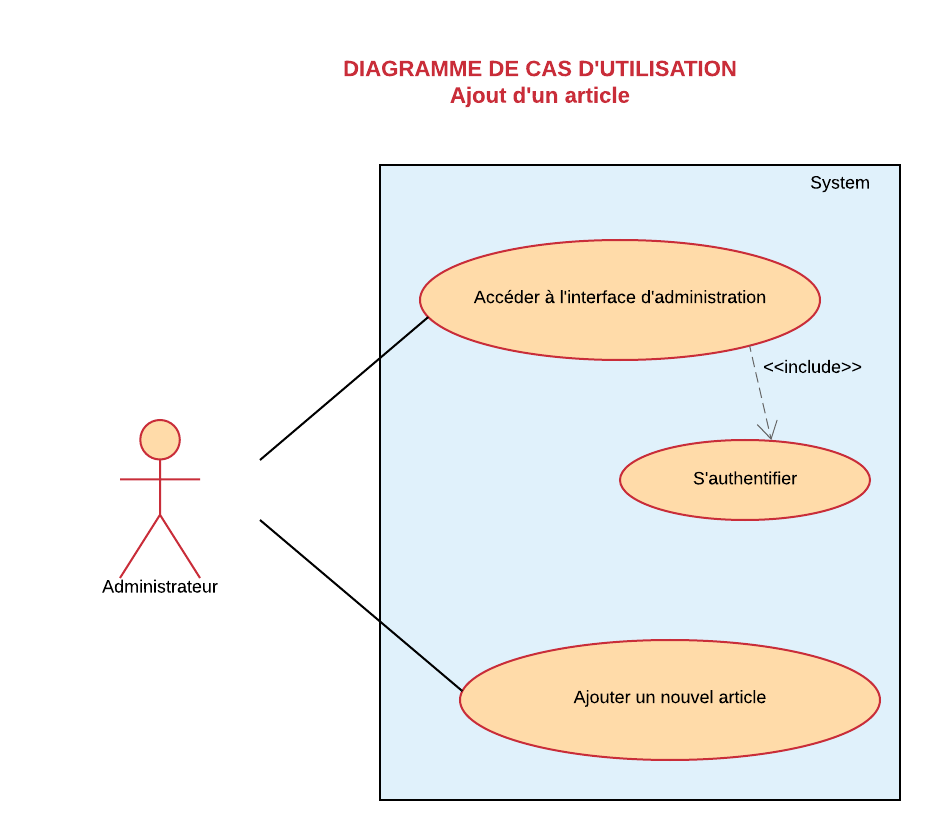 DIAGRAMME DE CAS D'UTILISATION
Ajout d'un article
System
Accéder à l'interface d'administration
<<include>>
S'authentifier
Administrateur
Ajouter un nouvel article